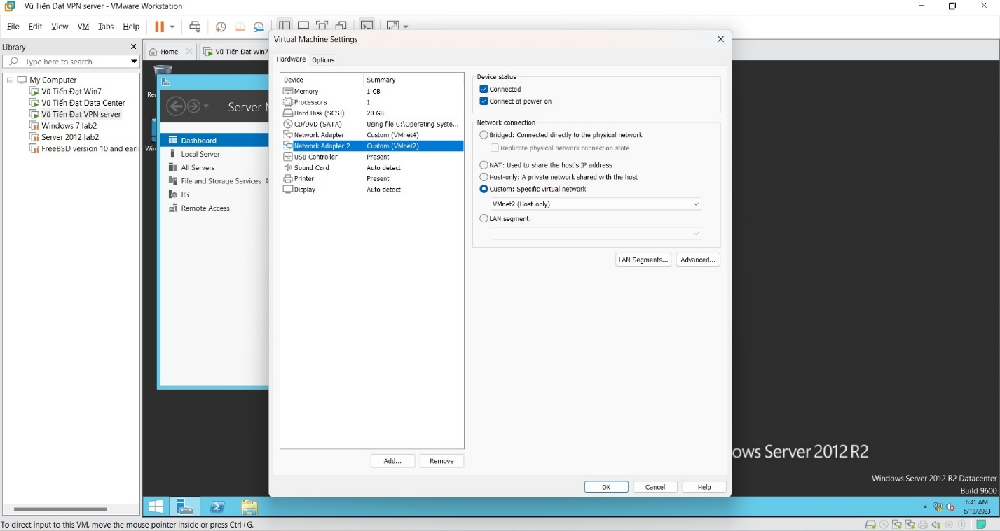 Vũ Tiến Đạt VPN server - VMware Workstation
File Edit View VM Tabs Help
Library
Type here to search
My Computer
Vũ Tiến Đạt Win7
Vũ Tiến Đạt Data Center
Vũ Tiến Đạt VPN server
Windows 7 lab2
Server 2012 lab2
FreeBSD version 10 and earli
Home
Vũ Tiến Đạt Win7
Server
Dashboard
Local Server
All Servers
File and Storage Services
IIS
Remote Access
Virtual Machine Settings
Hardware Options
Device Summary
Memory 1 GB
Processors 1
Hard Disk (SCSI) 20 GB
CD/DVD (SATA) Using file G:\Operating Syste...
Network Adapter Custom (VMnet4)
Network Adapter 2 Custom (VMnet2)
USB Controller Present
Sound Card Auto detect
Printer Present
Display Auto detect
Add... Remove
Device status
Connected
Connect at power on
Network connection
Bridged: Connected directly to the physical network
Replicate physical network connection state
NAT: Used to share the host's IP address
Host-only: A private network shared with the host
Custom: Specific virtual network
VMnet2 (Host-only)
LAN segment:
LAN Segments... Advanced...
OK Cancel Help
ows Server 2012 R2
Windows Server 2012 R2 Datacenter
Build 9600
6:41 AM
6/18/2023
To direct input to this VM, move the mouse pointer inside or press Ctrl+G.